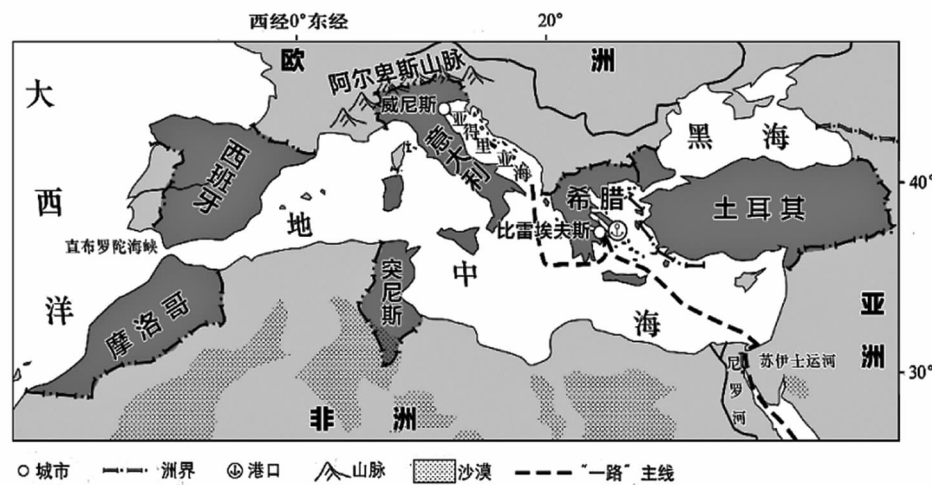 西经0°东经 20°
欧 洲
阿尔卑斯山脉
大
西
洋
威尼斯
亚得里亚海
意大利
黑海
西班牙
40°
希腊
土耳其
地
中
海
比雷埃夫斯
直布罗陀海峡
突尼斯
摩洛哥
亚
洲
苏伊士运河
30°
尼罗河
非 洲
城市 洲界 港口 山脉 沙漠 “一路”主线